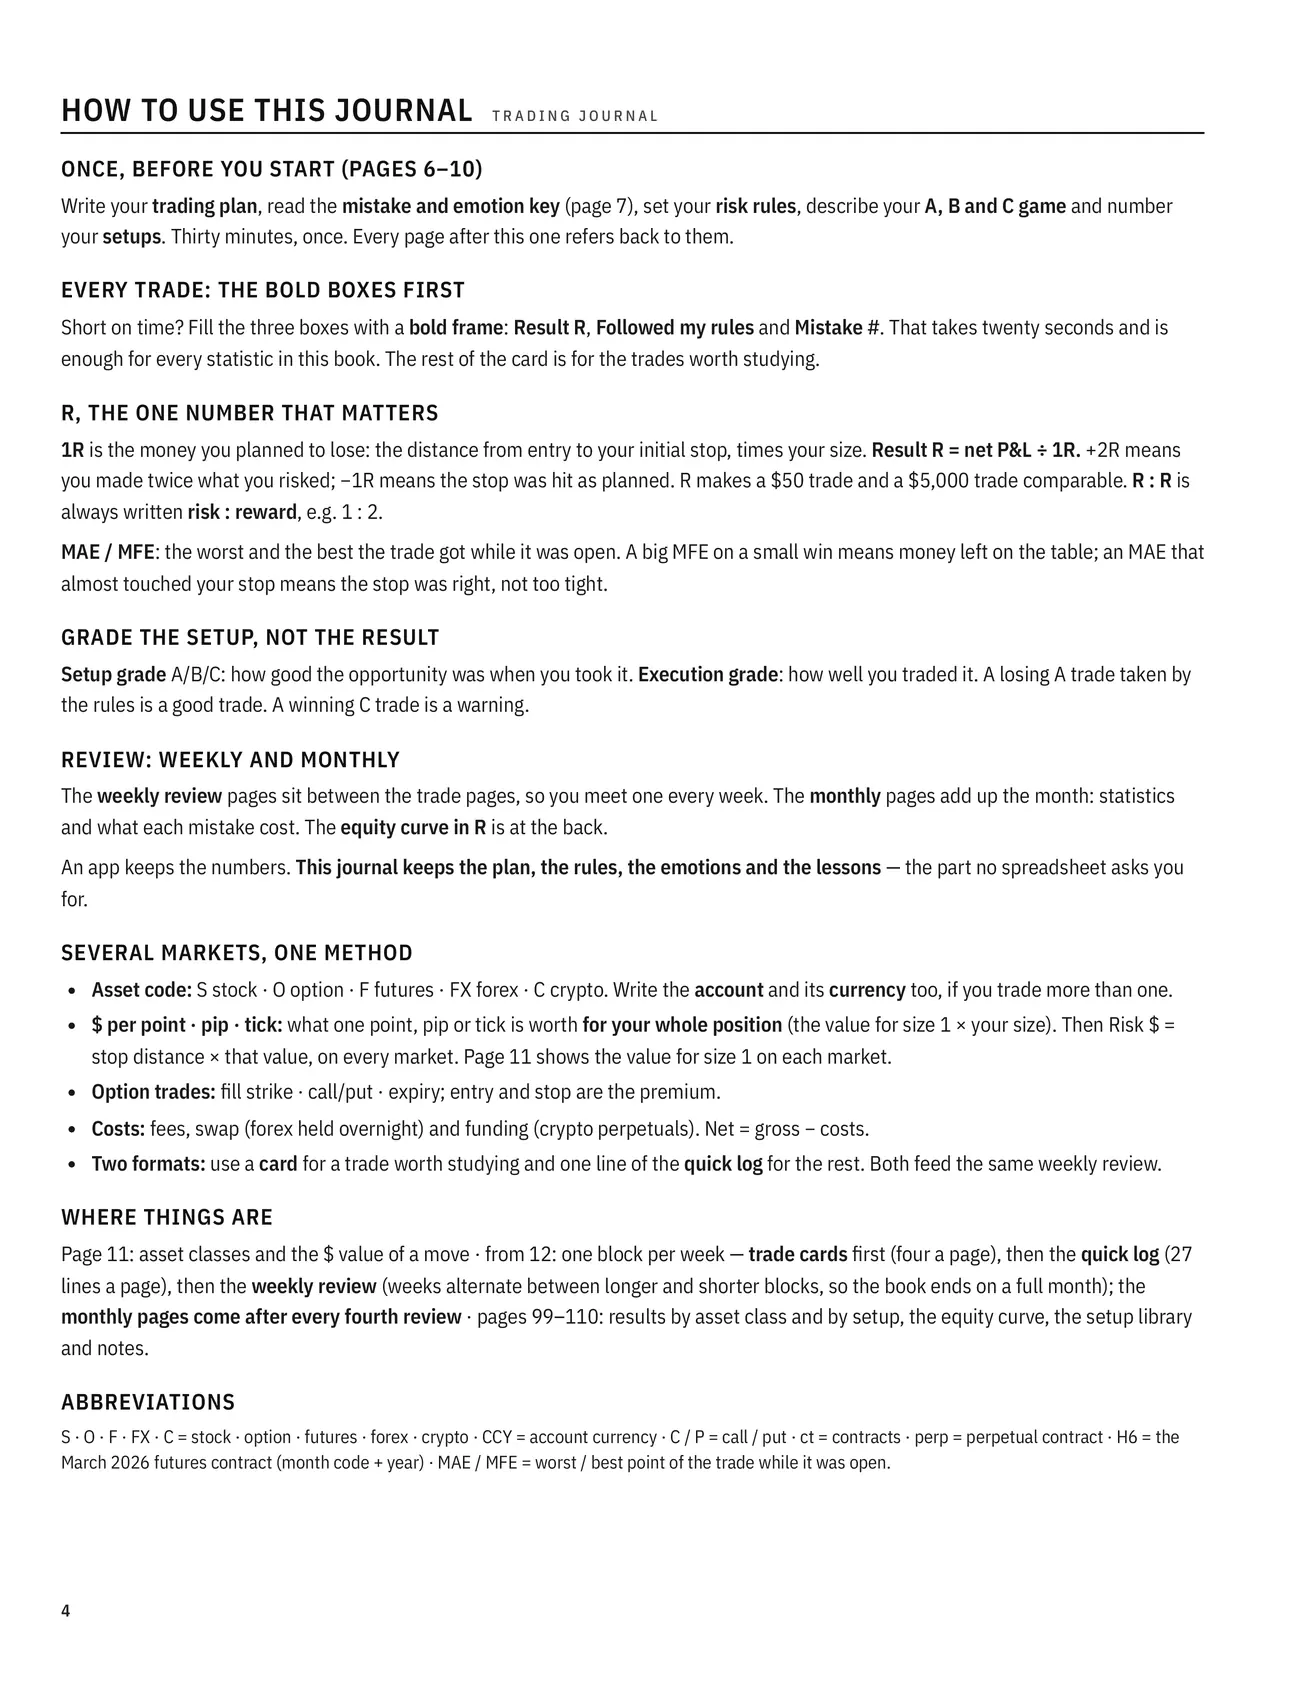 HOW TO USE THIS JOURNAL TRADING JOURNAL
ONCE, BEFORE YOU START (PAGES 6–10)
Write your trading plan, read the mistake and emotion key (page 7), set your risk rules, describe your A, B and C game and number
your setups. Thirty minutes, once. Every page after this one refers back to them.
EVERY TRADE: THE BOLD BOXES FIRST
Short on time? Fill the three boxes with a bold frame: Result R, Followed my rules and Mistake #. That takes twenty seconds and is
enough for every statistic in this book. The rest of the card is for the trades worth studying.
R, THE ONE NUMBER THAT MATTERS
1R is the money you planned to lose: the distance from entry to your initial stop, times your size. Result R = net P&L ÷ 1R. +2R means
you made twice what you risked; −1R means the stop was hit as planned. R makes a $50 trade and a $5,000 trade comparable. R : R is
always written risk : reward, e.g. 1 : 2.
MAE / MFE: the worst and the best the trade got while it was open. A big MFE on a small win means money left on the table; an MAE that
almost touched your stop means the stop was right, not too tight.
GRADE THE SETUP, NOT THE RESULT
Setup grade A/B/C: how good the opportunity was when you took it. Execution grade: how well you traded it. A losing A trade taken by
the rules is a good trade. A winning C trade is a warning.
REVIEW: WEEKLY AND MONTHLY
The weekly review pages sit between the trade pages, so you meet one every week. The monthly pages add up the month: statistics
and what each mistake cost. The equity curve in R is at the back.
An app keeps the numbers. This journal keeps the plan, the rules, the emotions and the lessons — the part no spreadsheet asks you
for.
SEVERAL MARKETS, ONE METHOD
• Asset code: S stock · O option · F futures · FX forex · C crypto. Write the account and its currency too, if you trade more than one.
• $ per point · pip · tick: what one point, pip or tick is worth for your whole position (the value for size 1 × your size). Then Risk $ =
stop distance × that value, on every market. Page 11 shows the value for size 1 on each market.
• Option trades: fill strike · call/put · expiry; entry and stop are the premium.
• Costs: fees, swap (forex held overnight) and funding (crypto perpetuals). Net = gross − costs.
• Two formats: use a card for a trade worth studying and one line of the quick log for the rest. Both feed the same weekly review.
WHERE THINGS ARE
Page 11: asset classes and the $ value of a move · from 12: one block per week — trade cards first (four a page), then the quick log (27
lines a page), then the weekly review (weeks alternate between longer and shorter blocks, so the book ends on a full month); the
monthly pages come after every fourth review · pages 99–110: results by asset class and by setup, the equity curve, the setup library
and notes.
ABBREVIATIONS
S · O · F · FX · C = stock · option · futures · forex · crypto · CCY = account currency · C / P = call / put · ct = contracts · perp = perpetual contract · H6 = the
March 2026 futures contract (month code + year) · MAE / MFE = worst / best point of the trade while it was open.
4